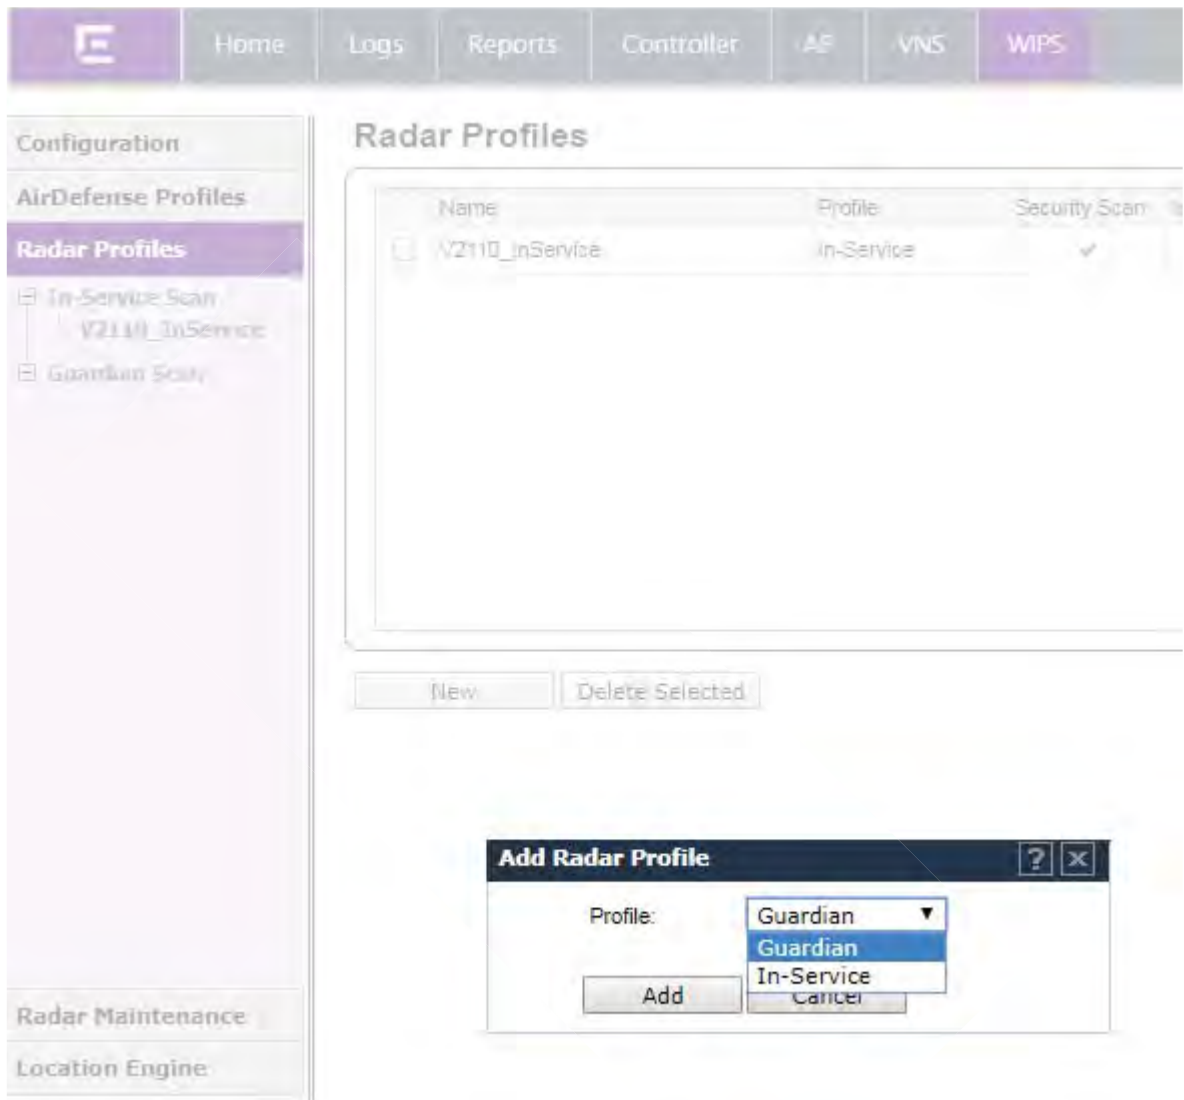 E
Home Logs Reports Controller AP VNS WIPS
Configuration
AirDefense Profiles
Radar Profiles
In-Service Scan
V2110_InService
Guardian Scan
Radar Maintenance
Location Engine
Radar Profiles
Name Profile Security Scan
V2110_InService In-Service
New Delete Selected
Add Radar Profile ? X
Profile: Guardian
Guardian
In-Service
Add Cancel